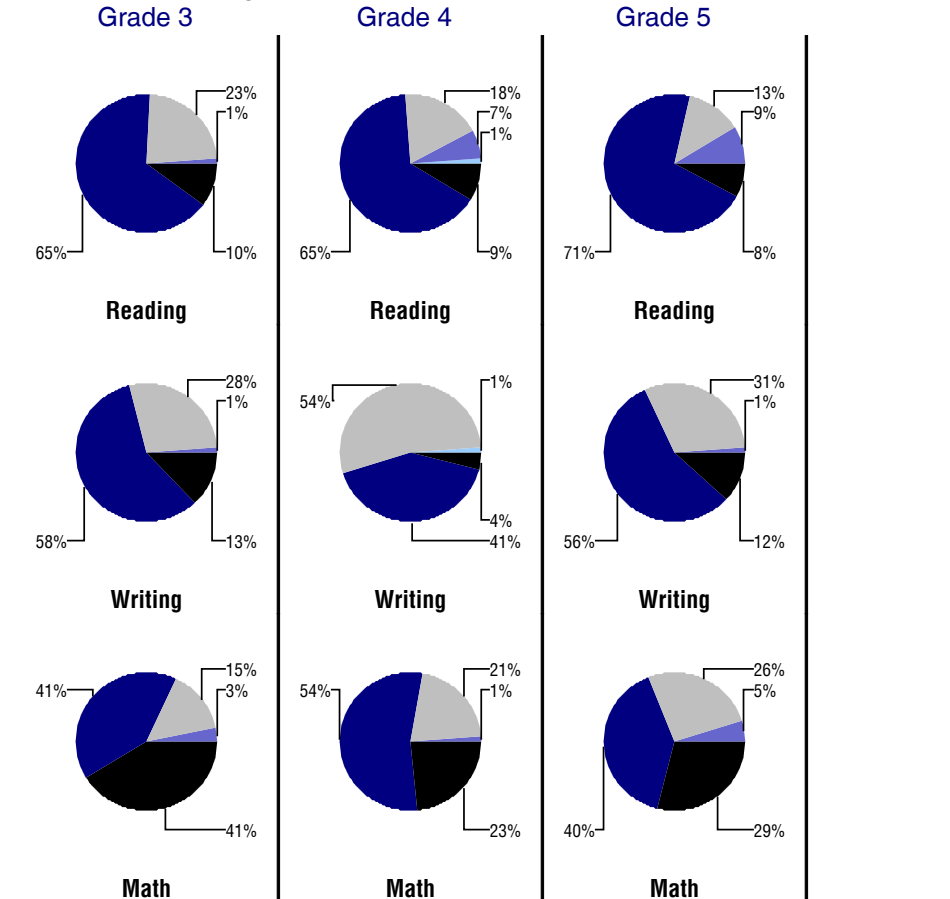 Grade 3 Grade 4 Grade 5
23% 18% 13%
1% 7% 9%
1%
65% 10% 65% 9% 71% 8%
Reading Reading Reading
28% 1% 31%
1% 54% 1%
4%
58% 13% 41% 56% 12%
Writing Writing Writing
15% 21% 26%
41% 3% 54% 1% 5%
41% 23% 40% 29%
Math Math Math